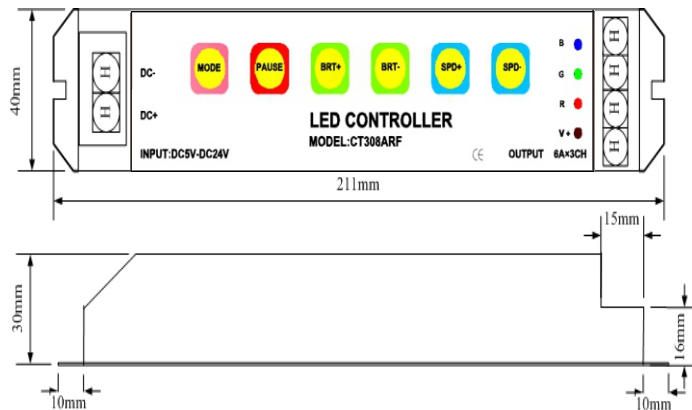 40mm
H
H
DC-
DC+
MODE PAUSE BRT+ BRT- SPD+ SPD-
LED CONTROLLER
MODEL:CT308ARF
INPUT:DC5V-DC24V
CE OUTPUT 6A×3CH
B
G
R
V+
H
H
H
H
211mm
15mm
30mm
16mm
10mm
10mm